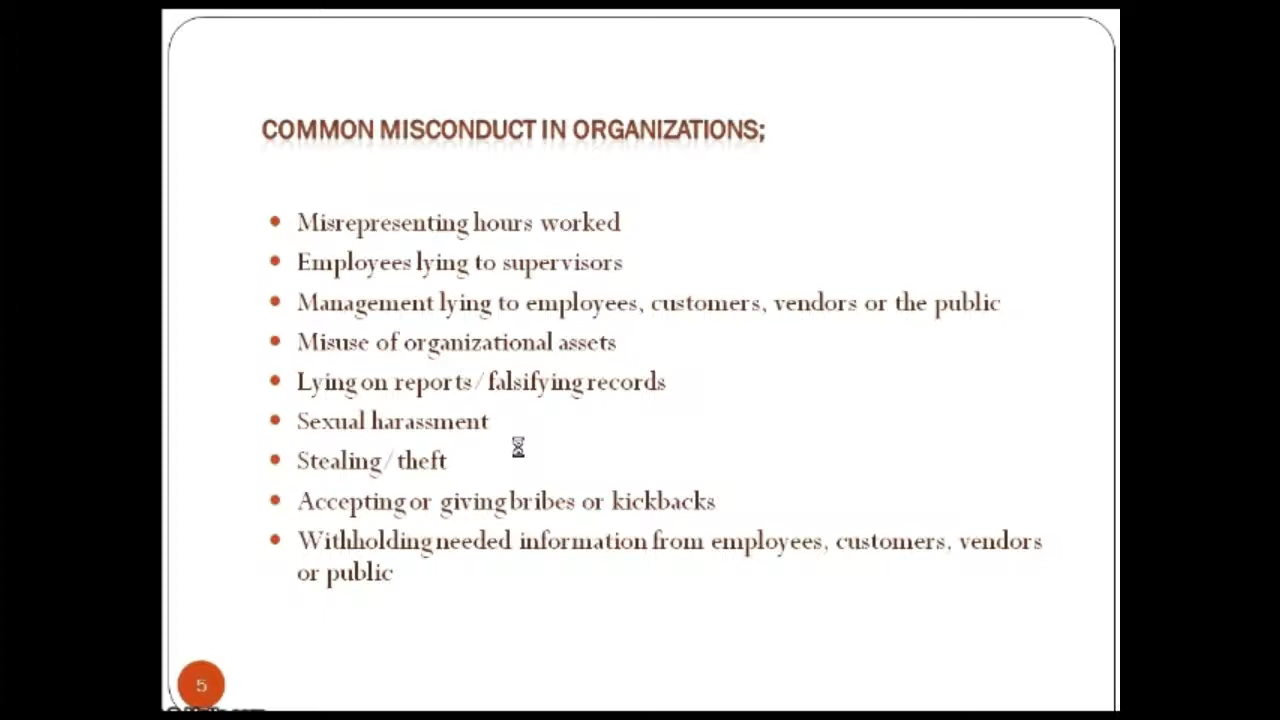 COMMON MISCONDUCT IN ORGANIZATIONS;
• Misrepresenting hours worked
• Employees lying to supervisors
• Management lying to employees, customers, vendors or the public
• Misuse of organizational assets
• Lying on reports/falsifying records
• Sexual harassment
• Stealing/theft
• Accepting or giving bribes or kickbacks
• Withholding needed information from employees, customers, vendors
or public
5